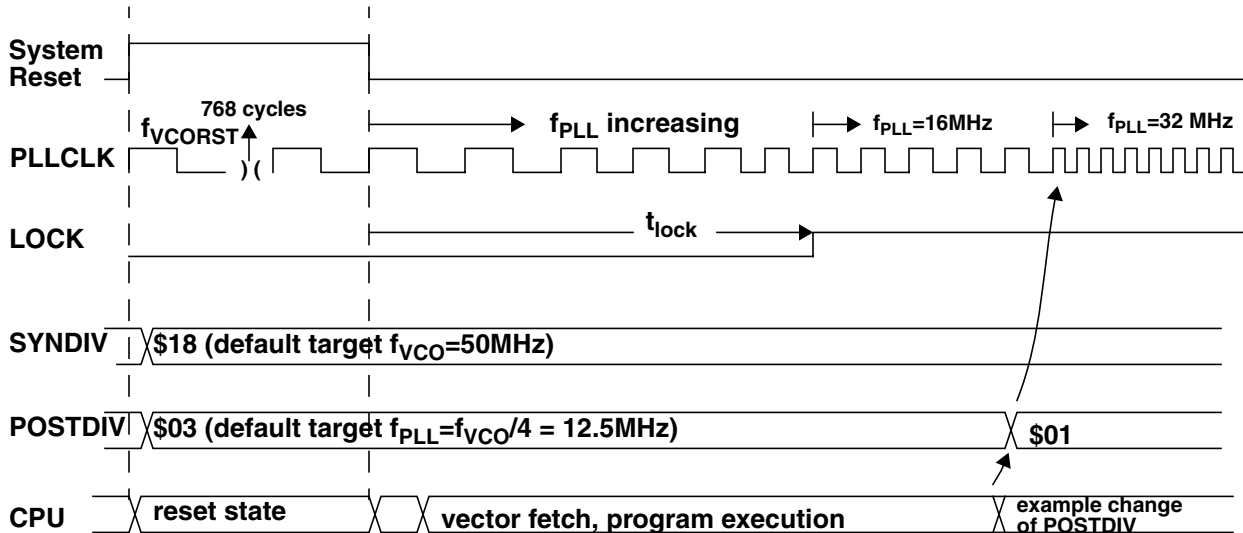 System
Reset
768 cycles
fVCORST
fPLL increasing
fPLL=16MHz
fPLL=32 MHz
PLLCLK
) (
tlock
LOCK
SYNDIV
$18 (default target fVCO=50MHz)
POSTDIV
$03 (default target fPLL=fVCO/4 = 12.5MHz)
$01
CPU
reset state
vector fetch, program execution
example change
of POSTDIV